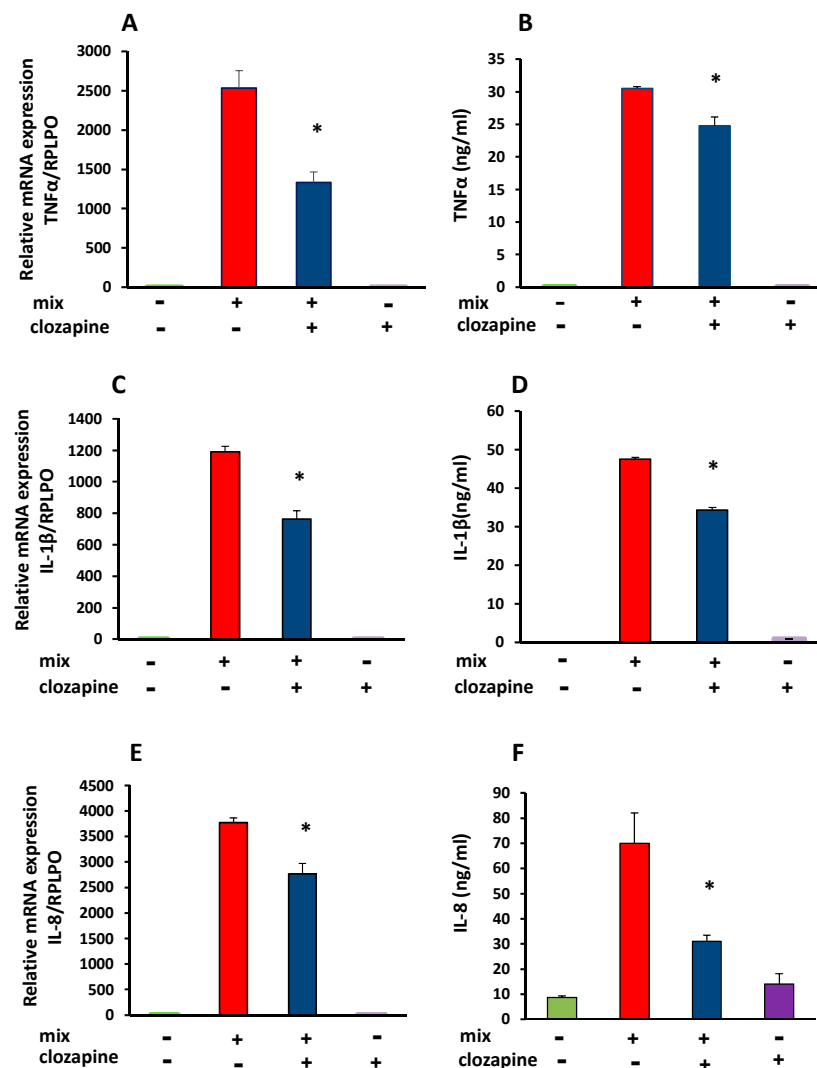 A
Relative mRNA expression
TNFα/RPLPO
3000
2500
2000
1500
1000
500
0
*
mix - + + -
clozapine - - + +
B
TNFα (ng/ml)
35
30
25
20
15
10
5
0
*
mix - + + -
clozapine - - + +
C
Relative mRNA expression
IL-1β/RPLPO
1400
1200
1000
800
600
400
200
0
*
mix - + + -
clozapine - - + +
D
IL-1β(ng/ml)
60
50
40
30
20
10
0
*
mix - + + -
clozapine - - + +
E
Relative mRNA expression
IL-8/RPLPO
4500
4000
3500
3000
2500
2000
1500
1000
500
0
*
mix - + + -
clozapine - - + +
F
IL-8 (ng/ml)
90
80
70
60
50
40
30
20
10
0
*
mix - + + -
clozapine - - + +